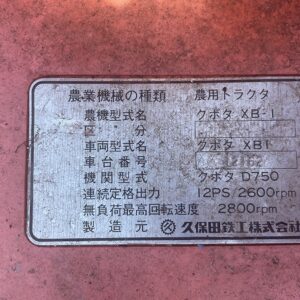 農業機械の種類 農用トラクタ
農機型式名 クボタ XB-1
区分
車両型式名 クボタ XB1
車台番号
機関型式 クボタ D750
連続定格出力 12PS/2600rpm
無負荷最高回転速度 2800rpm
製造元 久保田鉄工株式会社